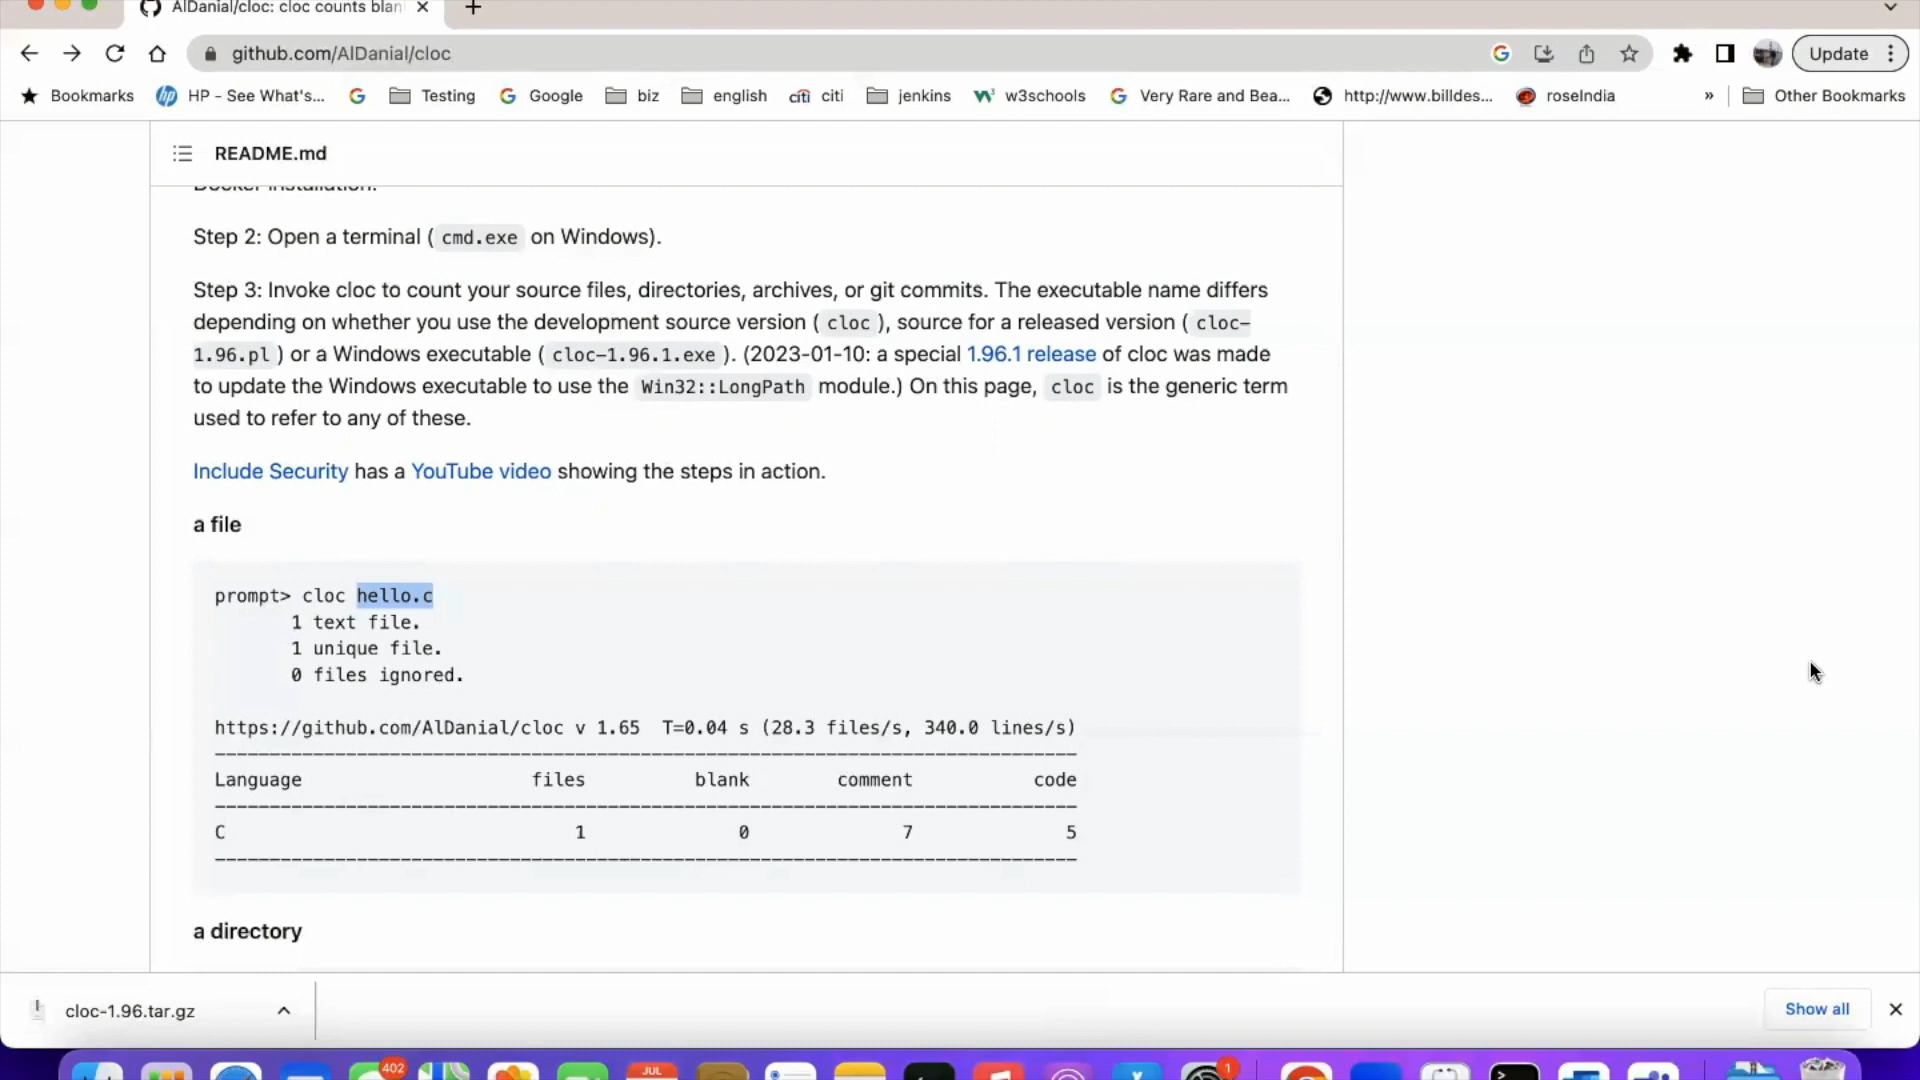 AlDanial/cloc: cloc counts blan
github.com/AlDanial/cloc
Update
Bookmarks
HP - See What's...
Testing
Google
biz
english
citi
citi
jenkins
w3schools
Very Rare and Bea...
http://www.billdes...
roseIndia
»
Other Bookmarks
README.md
Docker installation.
Step 2: Open a terminal ( cmd.exe on Windows).
Step 3: Invoke cloc to count your source files, directories, archives, or git commits. The executable name differs
depending on whether you use the development source version ( cloc ), source for a released version ( cloc-
1.96.pl ) or a Windows executable ( cloc-1.96.1.exe ). (2023-01-10: a special 1.96.1 release of cloc was made
to update the Windows executable to use the Win32::LongPath module.) On this page, cloc is the generic term
used to refer to any of these.
Include Security has a YouTube video showing the steps in action.
a file
prompt> cloc hello.c
1 text file.
1 unique file.
0 files ignored.
https://github.com/AlDanial/cloc v 1.65  T=0.04 s (28.3 files/s, 340.0 lines/s)
Language files blank comment code
C 1 0 7 5
a directory
cloc-1.96.tar.gz
Show all
402
JUL
1